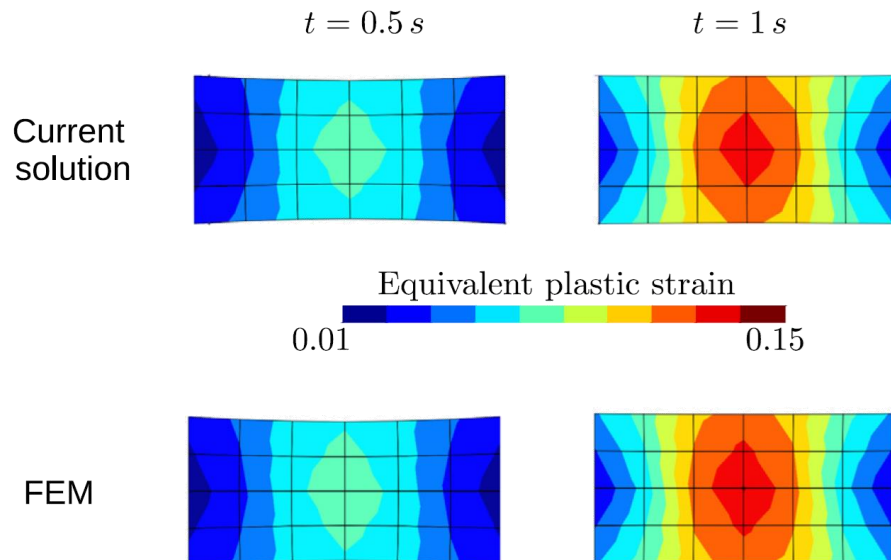 t = 0.5 s
t = 1 s
Current
solution
Equivalent plastic strain
0.01
0.15
FEM